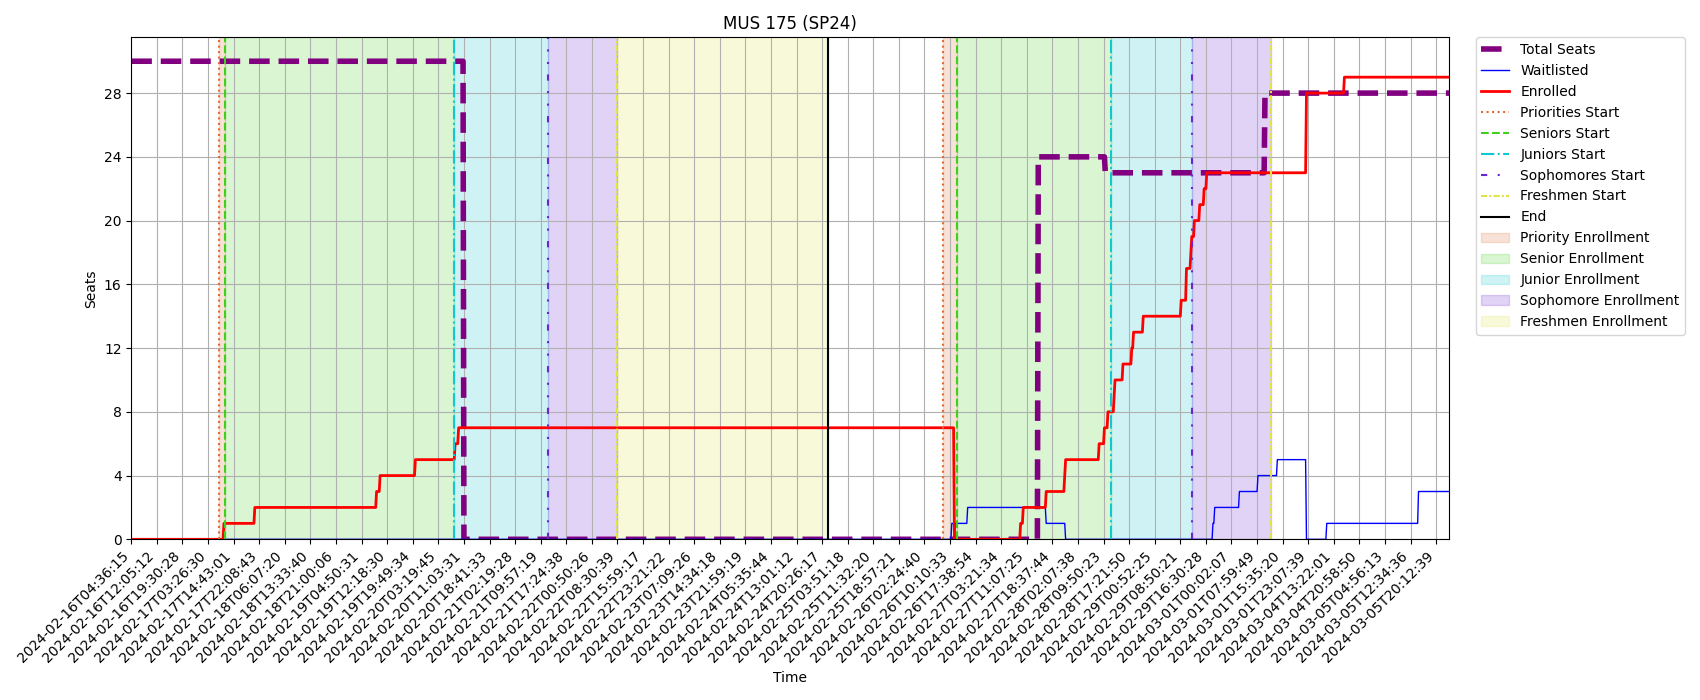 MUS 175 (SP24)
Total Seats
Waitlisted
Enrolled
Priorities Start
Seniors Start
Juniors Start
Sophomores Start
Freshmen Start
End
Priority Enrollment
Senior Enrollment
Junior Enrollment
Sophomore Enrollment
Freshmen Enrollment
Seats
28
24
20
16
12
8
4
0
2024-02-16T04:36:15
2024-02-16T12:05:12
2024-02-16T19:30:28
2024-02-17T03:26:30
2024-02-17T14:43:01
2024-02-17T22:08:43
2024-02-18T06:07:20
2024-02-18T13:33:40
2024-02-18T21:00:06
2024-02-19T04:50:31
2024-02-19T12:18:30
2024-02-19T19:49:34
2024-02-20T03:19:45
2024-02-20T11:03:31
2024-02-20T18:41:33
2024-02-21T02:19:28
2024-02-21T09:57:19
2024-02-21T17:24:38
2024-02-22T00:50:26
2024-02-22T08:30:39
2024-02-22T15:59:17
2024-02-22T23:21:22
2024-02-23T07:09:26
2024-02-23T14:34:18
2024-02-23T21:59:19
2024-02-24T05:35:44
2024-02-24T13:01:12
2024-02-24T20:26:17
2024-02-25T03:51:18
2024-02-25T11:32:20
2024-02-25T18:57:21
2024-02-26T02:24:40
2024-02-26T10:10:33
2024-02-26T17:38:54
2024-02-27T03:21:34
2024-02-27T11:07:25
2024-02-27T18:37:44
2024-02-28T02:07:38
2024-02-28T09:50:23
2024-02-28T17:21:50
2024-02-29T00:52:25
2024-02-29T08:50:21
2024-02-29T16:30:28
2024-03-01T00:02:07
2024-03-01T07:59:49
2024-03-01T15:35:20
2024-03-01T23:07:39
2024-03-04T13:22:01
2024-03-04T20:58:50
2024-03-05T04:56:13
2024-03-05T12:34:36
2024-03-05T20:12:39
Time